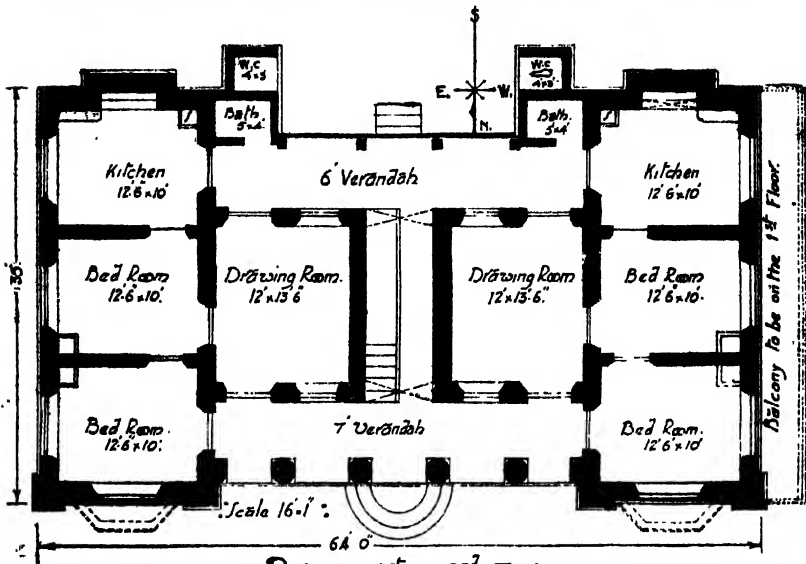 S
W.C
4'×3'
W.C
4'×3'
E. W.
N.
Bath.
5'×4'
Bath.
5'×4'
Kitchen
12'.6"×10'
6' Verandah
Kitchen
12'.6"×10'
Bed Room
12'.6"×10'.
Drawing Room.
12'×13'6"
Drawing Room
12'×13'.6"
Bed Room
12'.6"×10'.
Balcony to be on the 1st Floor.
Bed Room.
12'.6"×10'.
7' Verandah
Bed Room.
12'.6"×10'
Scale 16'=1"
64'.0"